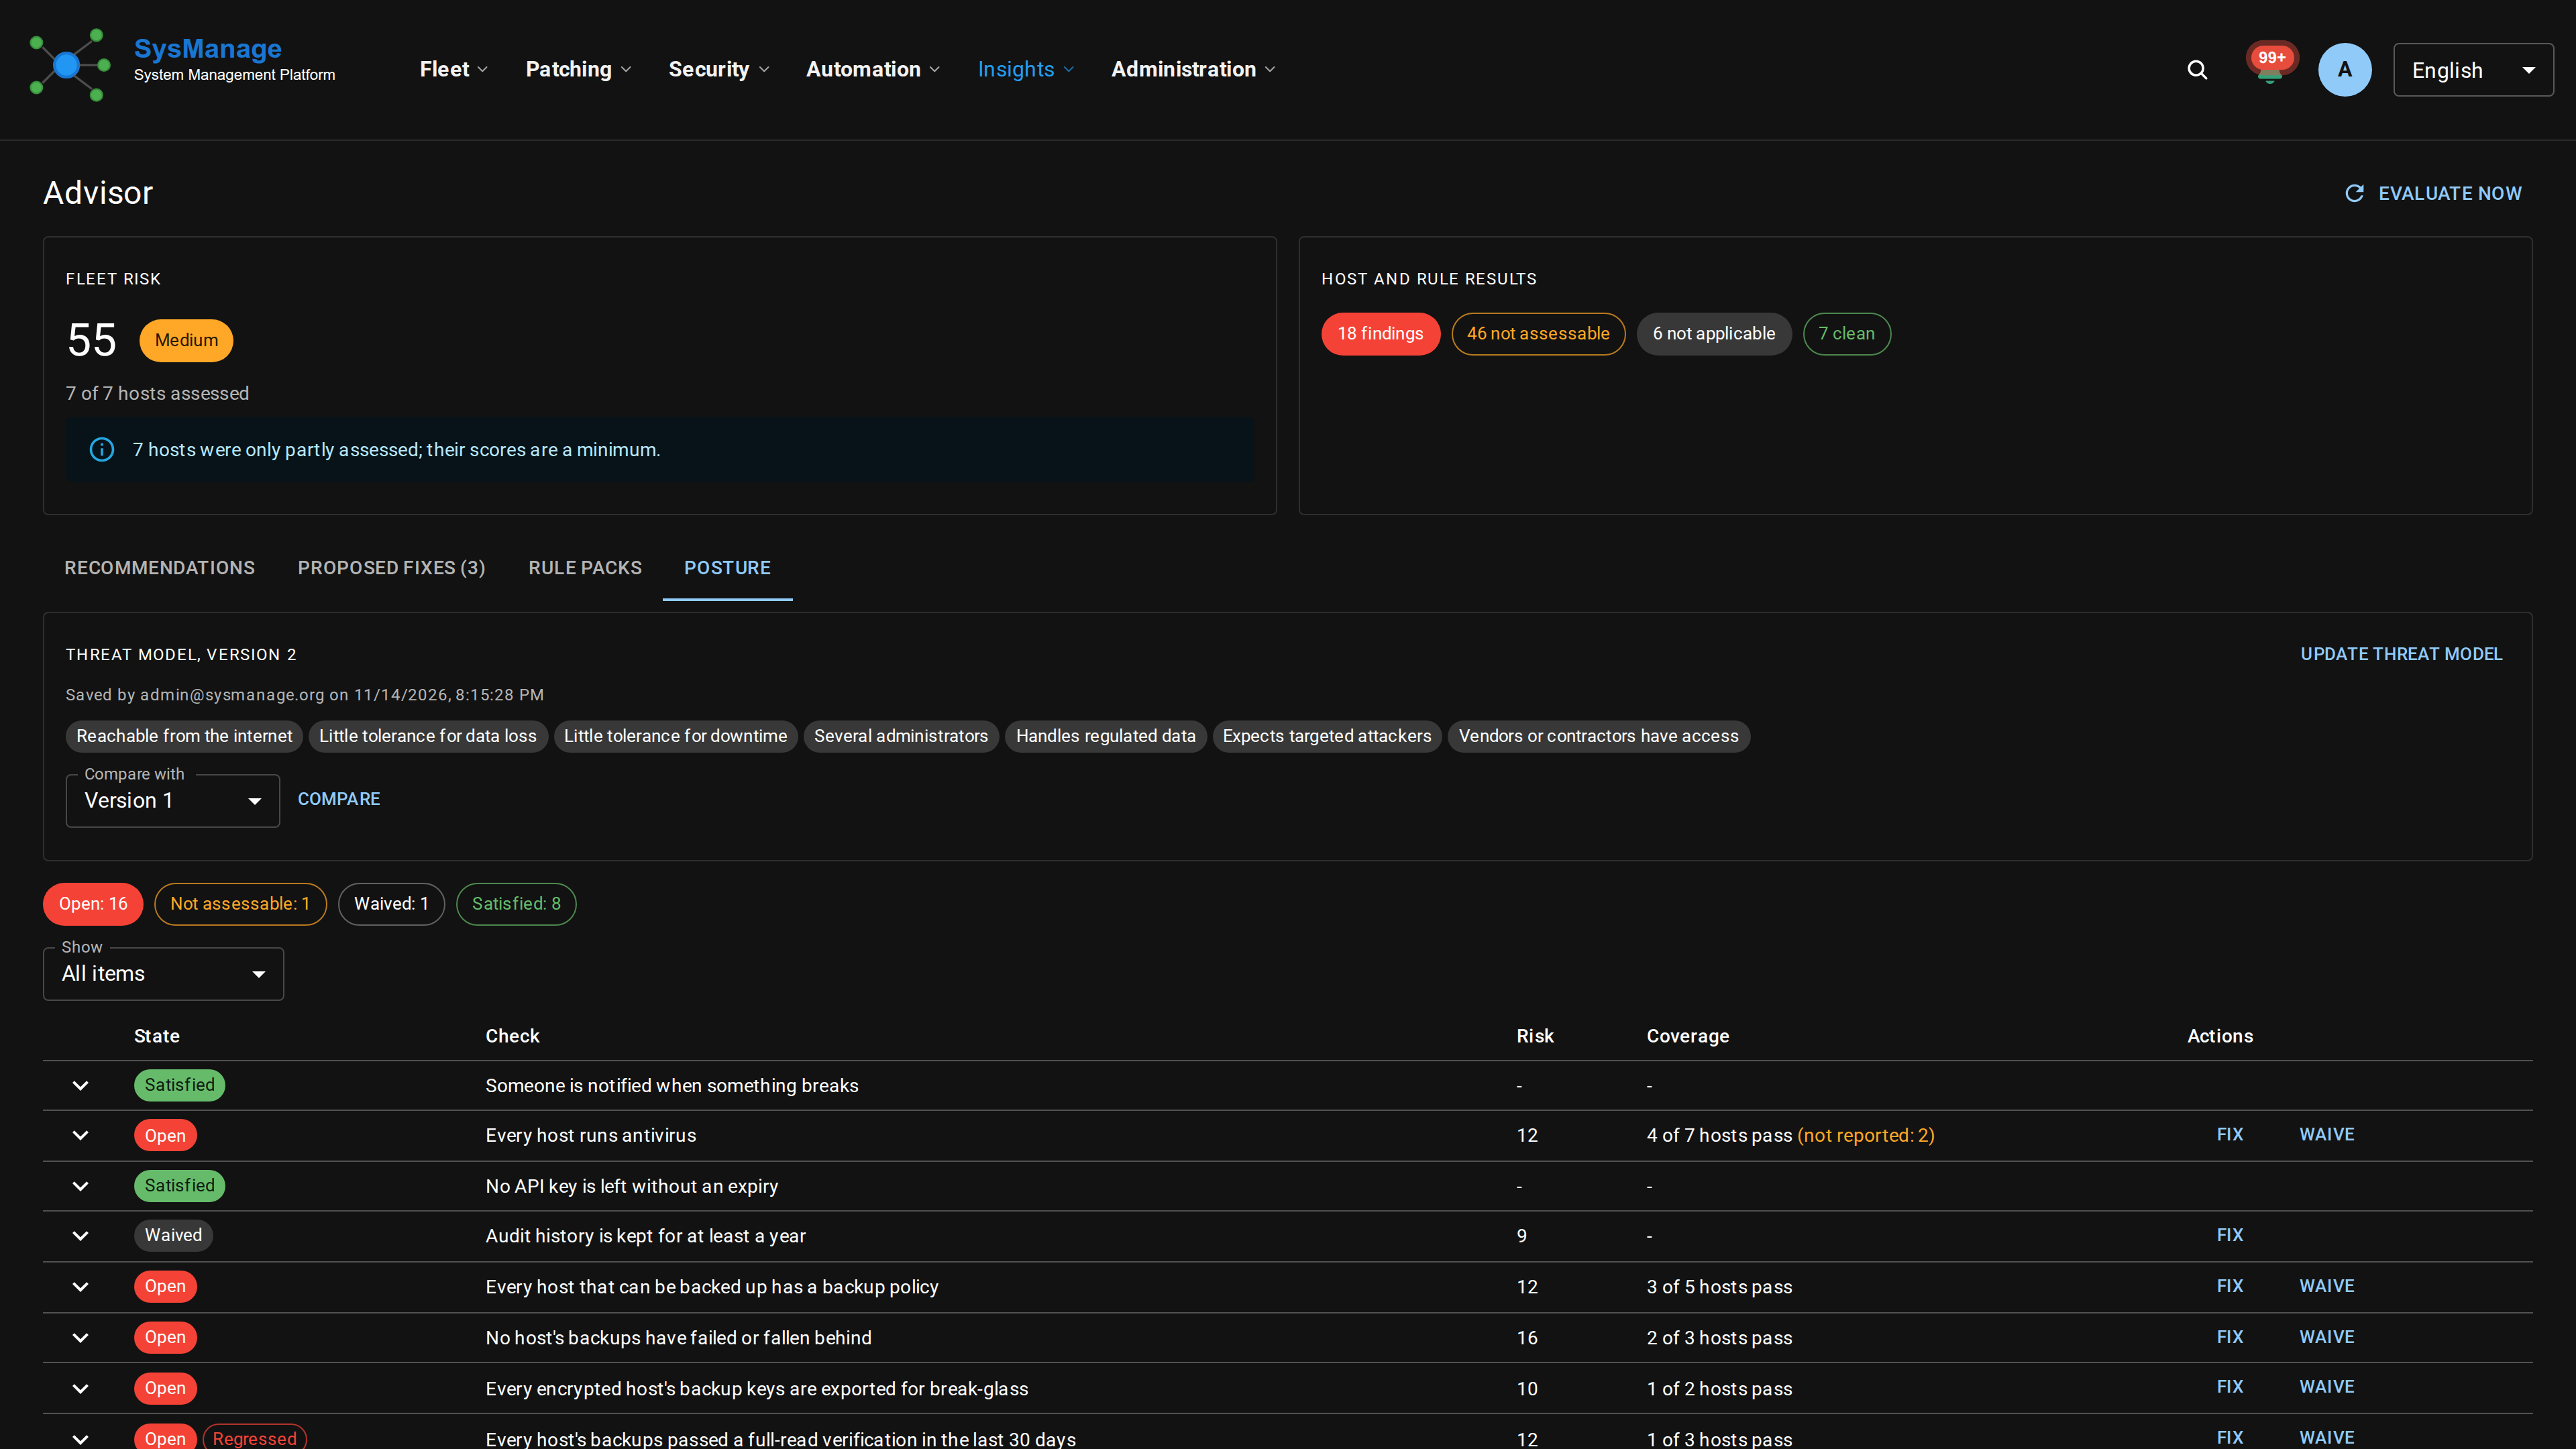 SysManage
System Management Platform
Fleet Patching Security Automation Insights Administration 99+ A English
Advisor
EVALUATE NOW
FLEET RISK
55 Medium
7 of 7 hosts assessed
7 hosts were only partly assessed; their scores are a minimum.
HOST AND RULE RESULTS
18 findings 46 not assessable 6 not applicable 7 clean
RECOMMENDATIONS PROPOSED FIXES (3) RULE PACKS POSTURE
THREAT MODEL, VERSION 2 UPDATE THREAT MODEL
Saved by admin@sysmanage.org on 11/14/2026, 8:15:28 PM
Reachable from the internet Little tolerance for data loss Little tolerance for downtime Several administrators Handles regulated data Expects targeted attackers Vendors or contractors have access
Compare with
Version 1 COMPARE
Open: 16 Not assessable: 1 Waived: 1 Satisfied: 8
Show
All items
State Check Risk Coverage Actions
Satisfied Someone is notified when something breaks - -
Open Every host runs antivirus 12 4 of 7 hosts pass (not reported: 2) FIX WAIVE
Satisfied No API key is left without an expiry - -
Waived Audit history is kept for at least a year 9 - FIX
Open Every host that can be backed up has a backup policy 12 3 of 5 hosts pass FIX WAIVE
Open No host's backups have failed or fallen behind 16 2 of 3 hosts pass FIX WAIVE
Open Every encrypted host's backup keys are exported for break-glass 10 1 of 2 hosts pass FIX WAIVE
Open Regressed Every host's backups passed a full-read verification in the last 30 days 12 1 of 3 hosts pass FIX WAIVE